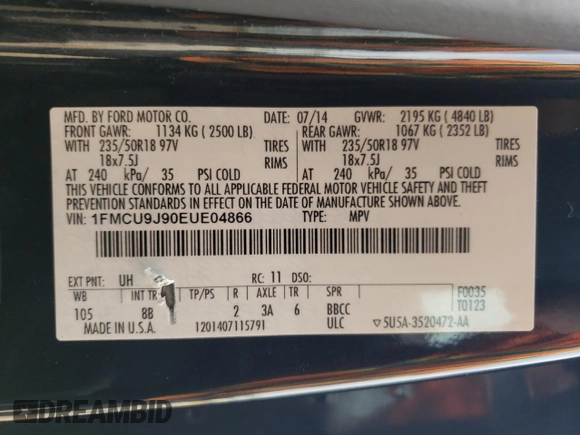 MFD. BY FORD MOTOR CO. DATE: 07/14 GVWR: 2195 KG ( 4840 LB)
FRONT GAWR: 1134 KG ( 2500 LB) REAR GAWR: 1067 KG ( 2352 LB)
WITH 235/50R18 97V TIRES WITH 235/50R18 97V TIRES
18x7.5J RIMS 18x7.5J RIMS
AT 240 kPa/ 35 PSI COLD AT 240 kPa/ 35 PSI COLD
THIS VEHICLE CONFORMS TO ALL APPLICABLE FEDERAL MOTOR VEHICLE SAFETY AND THEFT
PREVENTION STANDARDS IN EFFECT ON THE DATE OF MANUFACTURE SHOWN ABOVE.
VIN: 1FMCU9J90EUE04866 TYPE: MPV
EXT PNT: UH RC: 11 DSO:
WB INT TR TP/PS R AXLE TR SPR F0035
105 8B 2 3A 6 BBCC T0123
MADE IN U.S.A. 1201407115791 ULC ▽5U5A-3520472-AA
DREAMBID